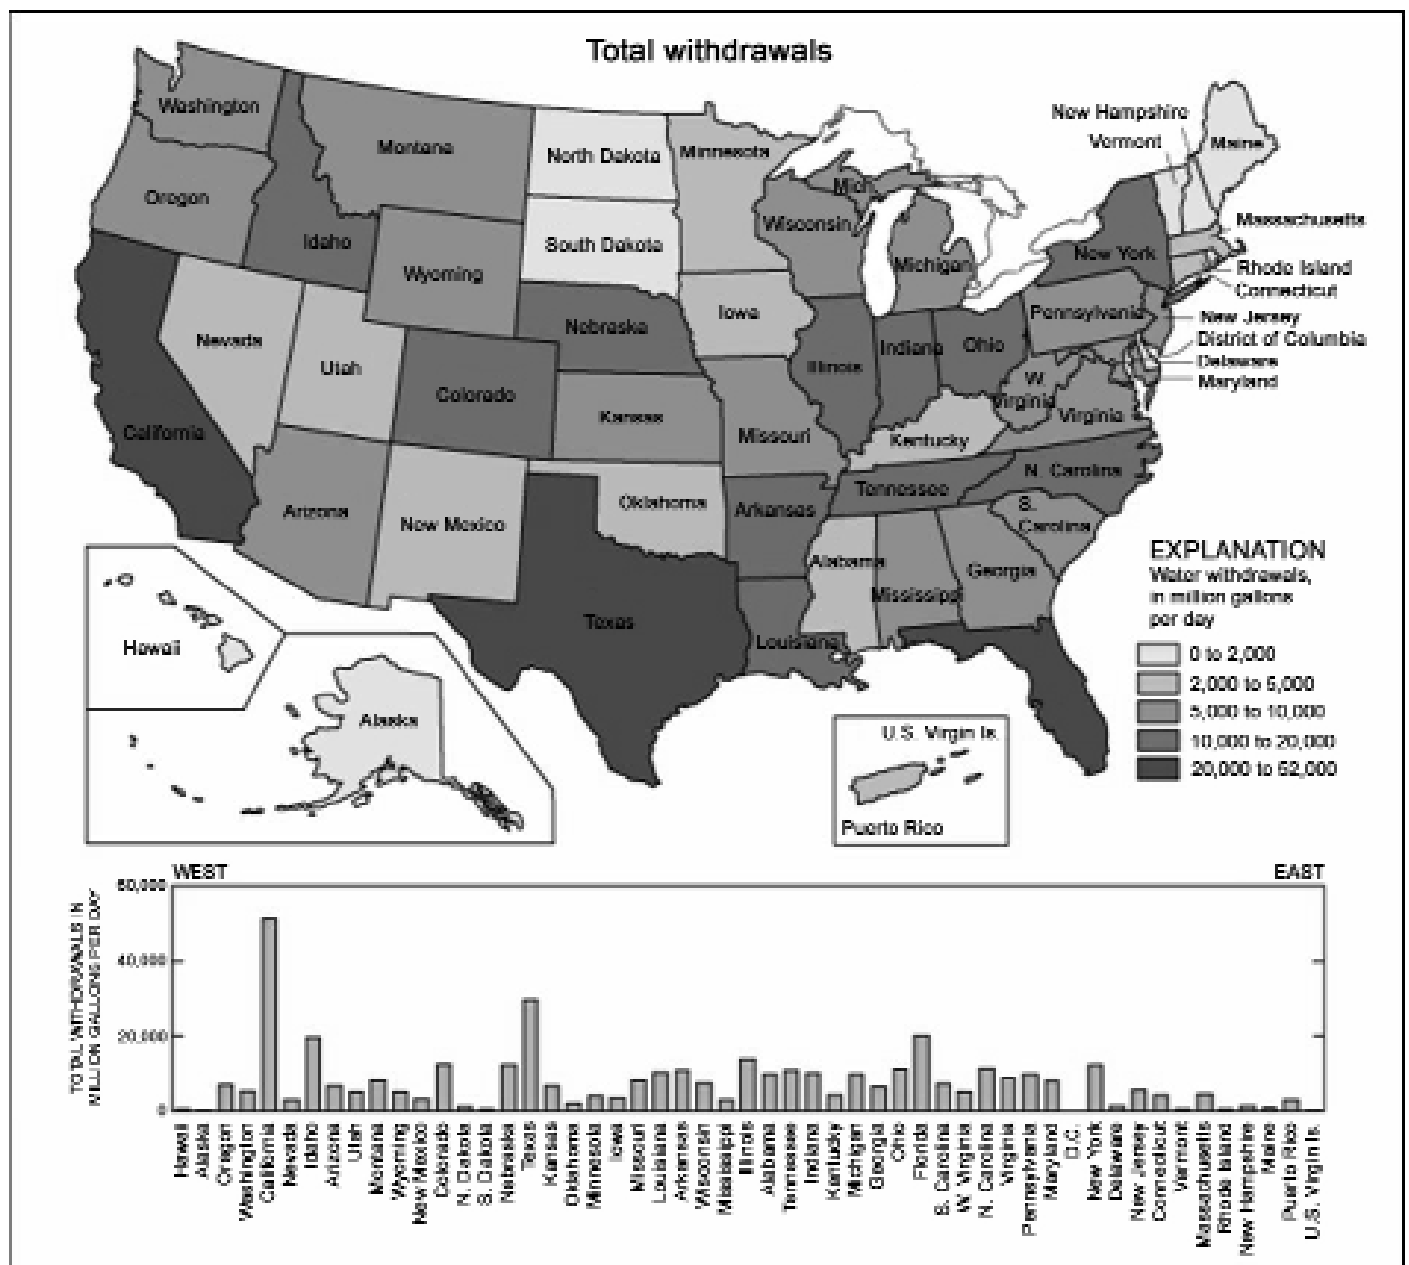 Total withdrawals
Washington
Montana
North Dakota
Minnesota
New Hampshire
Vermont
Maine
Oregon
Idaho
Wyoming
South Dakota
Wisconsin
Mich
Michigan
New York
Massachusetts
Rhode Island
Connecticut
Nevada
Utah
Colorado
Nebraska
Iowa
Illinois
Indiana
Ohio
Pennsylvania
New Jersey
District of Columbia
Delaware
Maryland
California
Kansas
Missouri
Kentucky
W.
Virginia
Virginia
Arizona
New Mexico
Oklahoma
Arkansas
Tennessee
N. Carolina
S.
Carolina
Texas
Louisiana
Alabama
Mississippi
Georgia
Hawaii
Alaska
U.S. Virgin Is.
Puerto Rico
EXPLANATION
Water withdrawals,
in million gallons
per day
0 to 2,000
2,000 to 5,000
5,000 to 10,000
10,000 to 20,000
20,000 to 52,000
WEST
EAST
TOTAL WITHDRAWALS IN
MILLION GALLONS PER DAY
60,000
40,000
20,000
0
Hawaii
Alaska
Oregon
Washington
California
Nevada
Idaho
Arizona
Utah
Montana
Wyoming
New Mexico
Colorado
N. Dakota
S. Dakota
Nebraska
Texas
Kansas
Oklahoma
Minnesota
Iowa
Missouri
Louisiana
Arkansas
Wisconsin
Mississippi
Illinois
Alabama
Tennessee
Indiana
Kentucky
Michigan
Georgia
Ohio
Florida
S. Carolina
W. Virginia
N. Carolina
Virginia
Pennsylvania
Maryland
D.C.
New York
Delaware
New Jersey
Connecticut
Vermont
Massachusetts
Rhode Island
New Hampshire
Maine
Puerto Rico
U.S. Virgin Is.